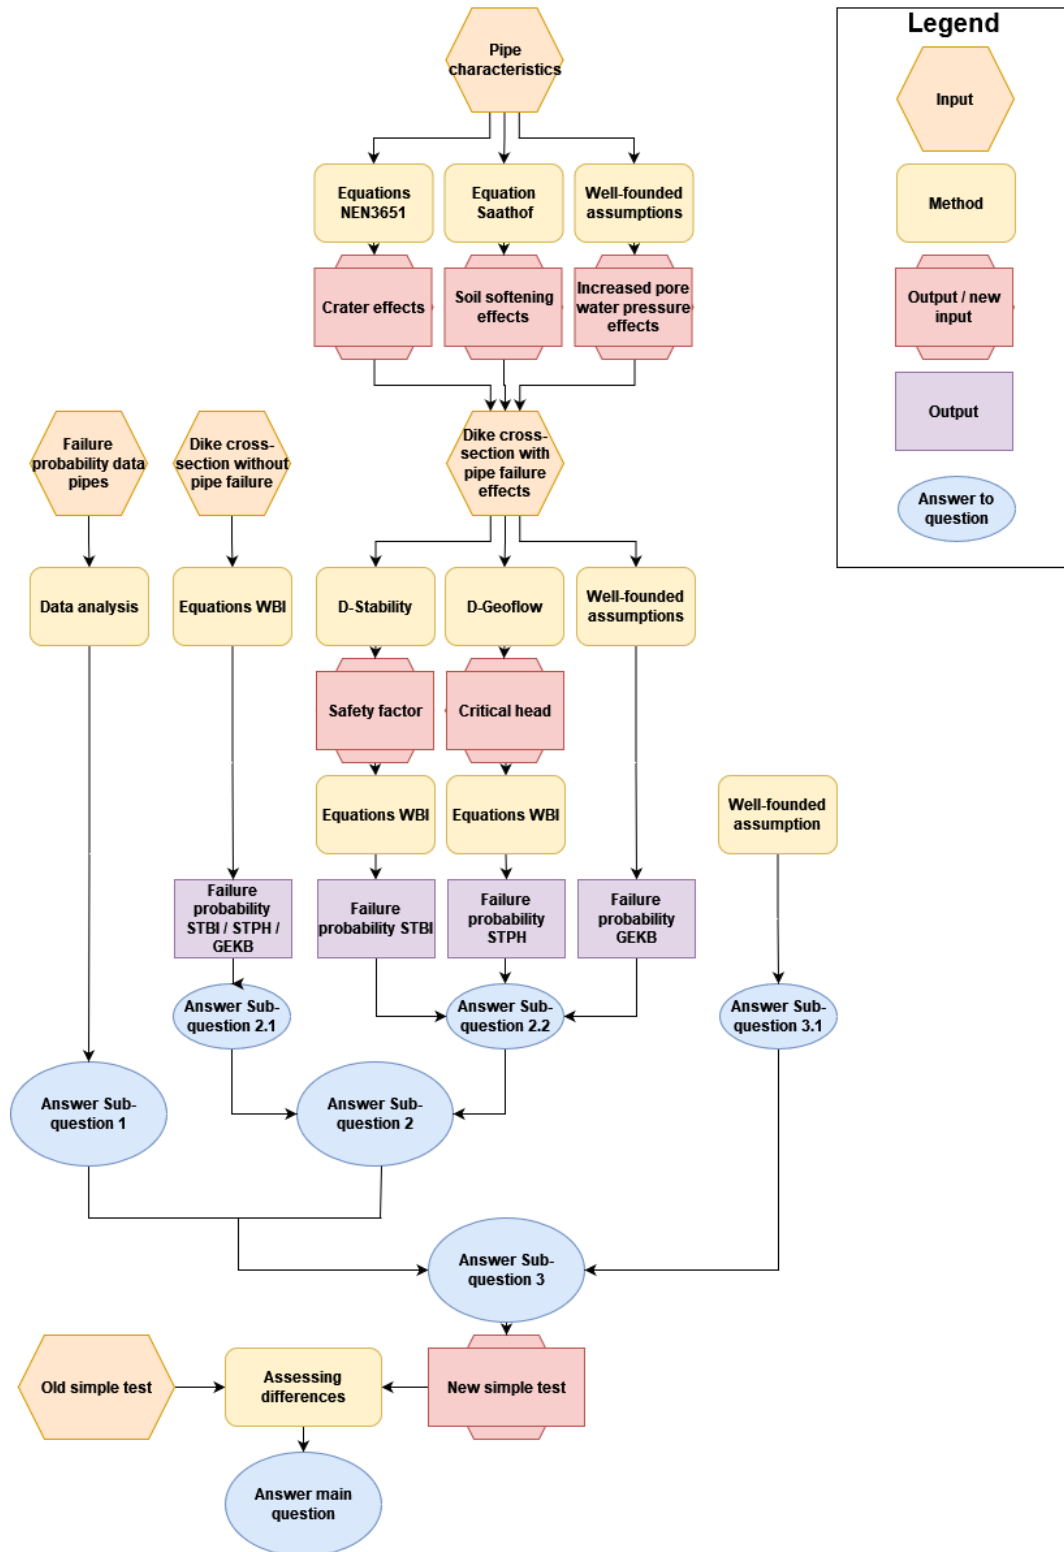 Legend
Pipe
characteristics
Input
Equations
NEN3651
Equation
Saathof
Well-founded
assumptions
Method
Crater effects
Soil softening
effects
Increased pore
water pressure
effects
Output / new
input
Output
Failure
probability data
pipes
Dike cross-
section without
pipe failure
Dike cross-
section with
pipe failure
effects
Answer to
question
Data analysis
Equations WBI
D-Stability
D-Geoflow
Well-founded
assumptions
Safety factor
Critical head
Equations WBI
Equations WBI
Well-founded
assumption
Failure
probability
STBI / STPH /
GEKB
Failure
probability STBI
Failure
probability
STPH
Failure
probability
GEKB
Answer Sub-
question 2.1
Answer Sub-
question 2.2
Answer Sub-
question 3.1
Answer Sub-
question 1
Answer Sub-
question 2
Answer Sub-
question 3
Old simple test
Assessing
differences
New simple test
Answer main
question